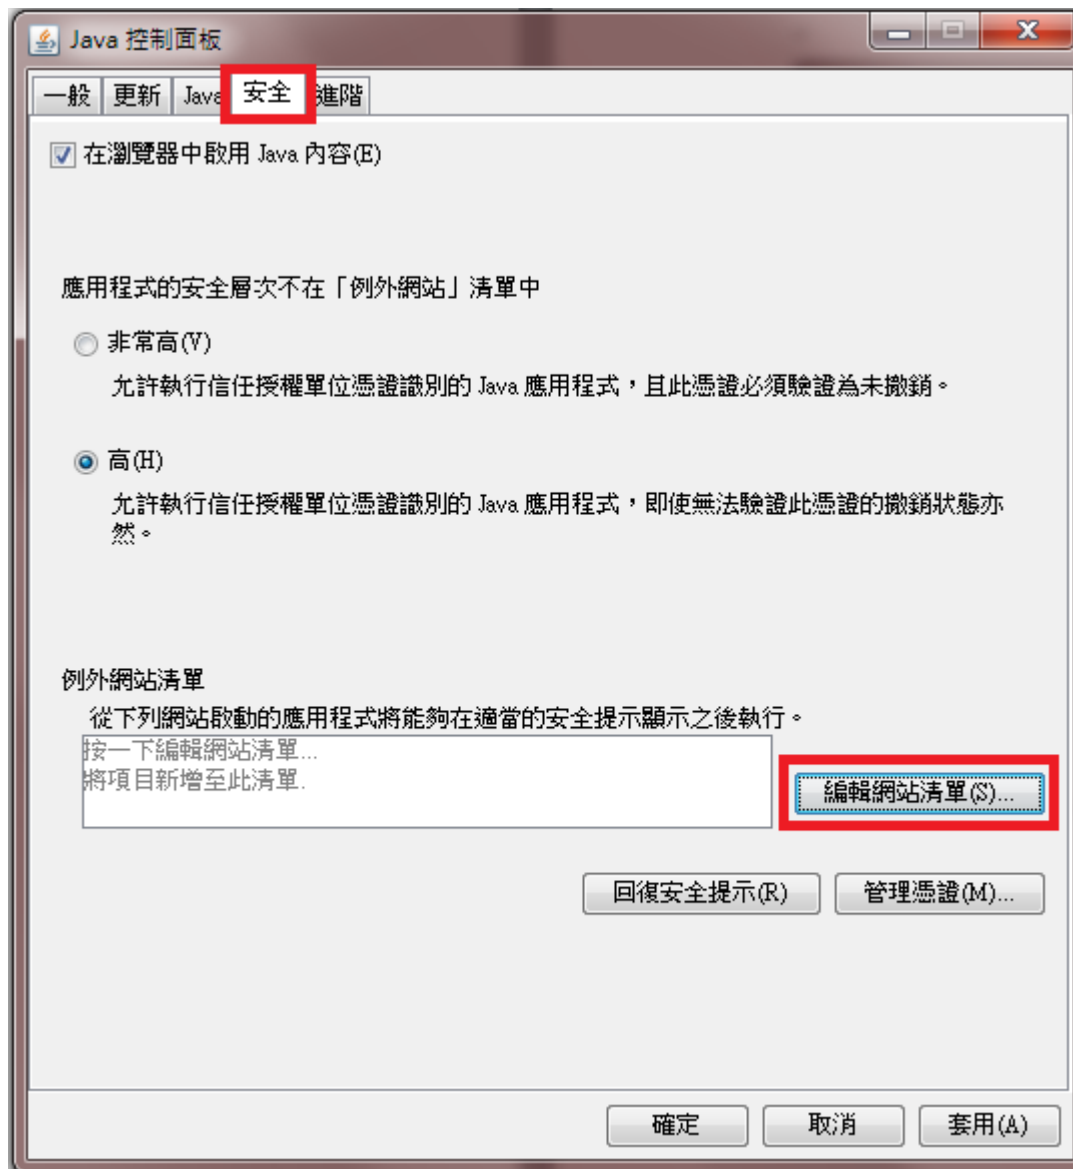 Java 控制面板
一般 更新 Java 安全 進階
在瀏覽器中啟用 Java 內容(E)
應用程式的安全層次不在「例外網站」清單中
非常高(V)
允許執行信任授權單位憑證識別的 Java 應用程式，且此憑證必須驗證為未撤銷。
高(H)
允許執行信任授權單位憑證識別的 Java 應用程式，即使無法驗證此憑證的撤銷狀態亦
然。
例外網站清單
從下列網站啟動的應用程式將能夠在適當的安全提示顯示之後執行。
按一下編輯網站清單...
將項目新增至此清單.
編輯網站清單(S)...
回復安全提示(R) 管理憑證(M)...
確定 取消 套用(A)